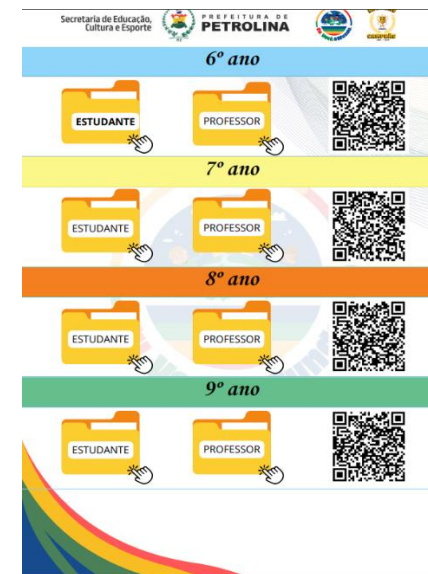 Secretaria de Educação,
Cultura e Esporte
PREFEITURA DE
PETROLINA
6º ano
ESTUDANTE
PROFESSOR
7º ano
ESTUDANTE
PROFESSOR
8º ano
ESTUDANTE
PROFESSOR
9º ano
ESTUDANTE
PROFESSOR